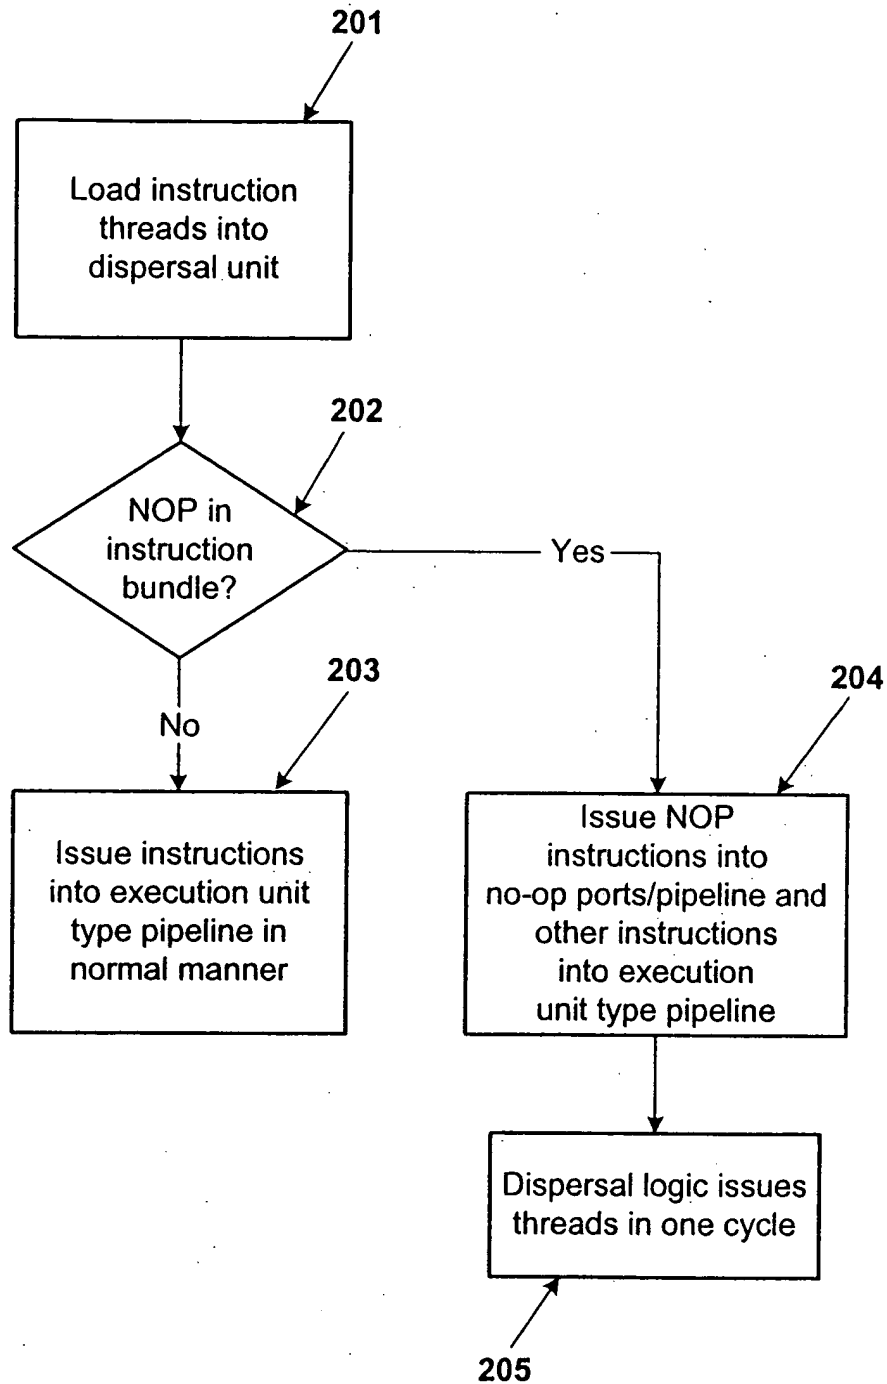 201
Load instruction
threads into
dispersal unit
202
NOP in
instruction
bundle?
Yes
203
204
No
Issue instructions
into execution unit
type pipeline in
normal manner
Issue NOP
instructions into
no-op ports/pipeline and
other instructions
into execution
unit type pipeline
Dispersal logic issues
threads in one cycle
205